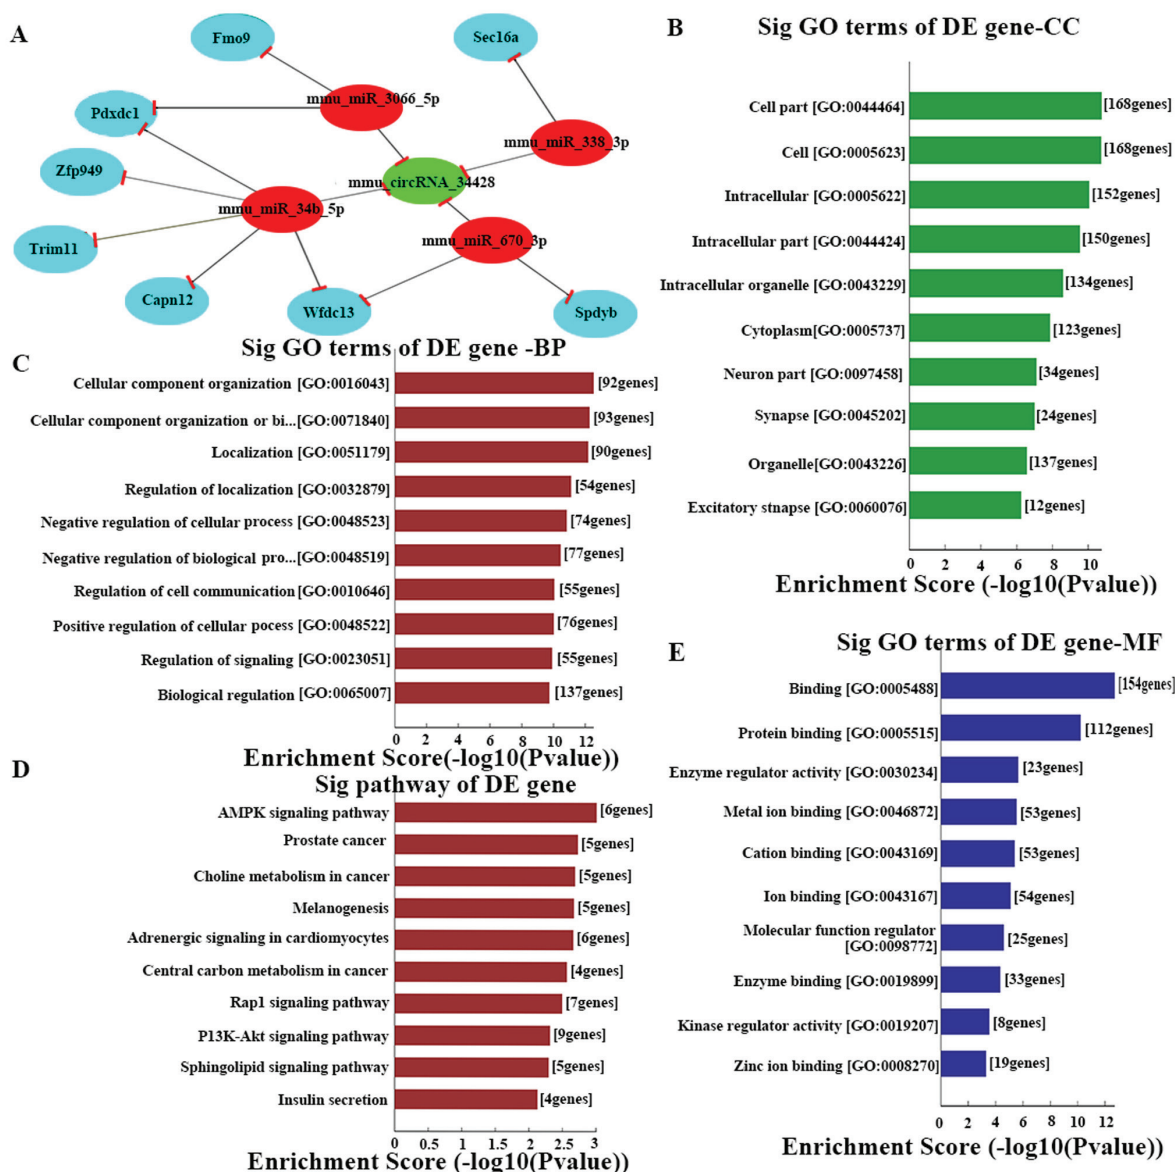 A
Fmo9
Sec16a
mmu_miR_3066_5p
Pdxdc1
mmu_miR_338_3p
Zfp949
mmu_circRNA_34428
mmu_miR_34b_5p
Trim11
mmu_miR_670_3p
Capn12
Wfdc13
Spdyb
B
Sig GO terms of DE gene-CC
Cell part [GO:0044464] [168genes]
Cell [GO:0005623] [168genes]
Intracellular [GO:0005622] [152genes]
Intracellular part [GO:0044424] [150genes]
Intracellular organelle [GO:0043229] [134genes]
Cytoplasm[GO:0005737] [123genes]
Neuron part [GO:0097458] [34genes]
Synapse [GO:0045202] [24genes]
Organelle[GO:0043226] [137genes]
Excitatory stnapse [GO:0060076] [12genes]
0 2 4 6 8 10
Enrichment Score (-log10(Pvalue))
C
Sig GO terms of DE gene -BP
Cellular component organization [GO:0016043] [92genes]
Cellular component organization or bi...[GO:0071840] [93genes]
Localization [GO:0051179] [90genes]
Regulation of localization [GO:0032879] [54genes]
Negative regulation of cellular process [GO:0048523] [74genes]
Negative regulation of biological pro...[GO:0048519] [77genes]
Regulation of cell communication [GO:0010646] [55genes]
Positive regulation of cellular pocess [GO:0048522] [76genes]
Regulation of signaling [GO:0023051] [55genes]
Biological regulation [GO:0065007] [137genes]
0 2 4 6 8 10 12
Enrichment Score(-log10(Pvalue))
D
Sig pathway of DE gene
AMPK signaling pathway [6genes]
Prostate cancer [5genes]
Choline metabolism in cancer [5genes]
Melanogenesis [5genes]
Adrenergic signaling in cardiomyocytes [6genes]
Central carbon metabolism in cancer [4genes]
Rap1 signaling pathway [7genes]
P13K-Akt signaling pathway [9genes]
Sphingolipid signaling pathway [5genes]
Insulin secretion [4genes]
0 0.5 1 1.5 2 2.5 3
Enrichment Score (-log10(Pvalue))
E
Sig GO terms of DE gene-MF
Binding [GO:0005488] [154genes]
Protein binding [GO:0005515] [112genes]
Enzyme regulator activity [GO:0030234] [23genes]
Metal ion binding [GO:0046872] [53genes]
Cation binding [GO:0043169] [53genes]
Ion binding [GO:0043167] [54genes]
Molecular function regulator
[GO:0098772] [25genes]
Enzyme binding [GO:0019899] [33genes]
Kinase regulator activity [GO:0019207] [8genes]
Zinc ion binding [GO:0008270] [19genes]
0 2 4 6 8 10 12
Enrichment Score (-log10(Pvalue))